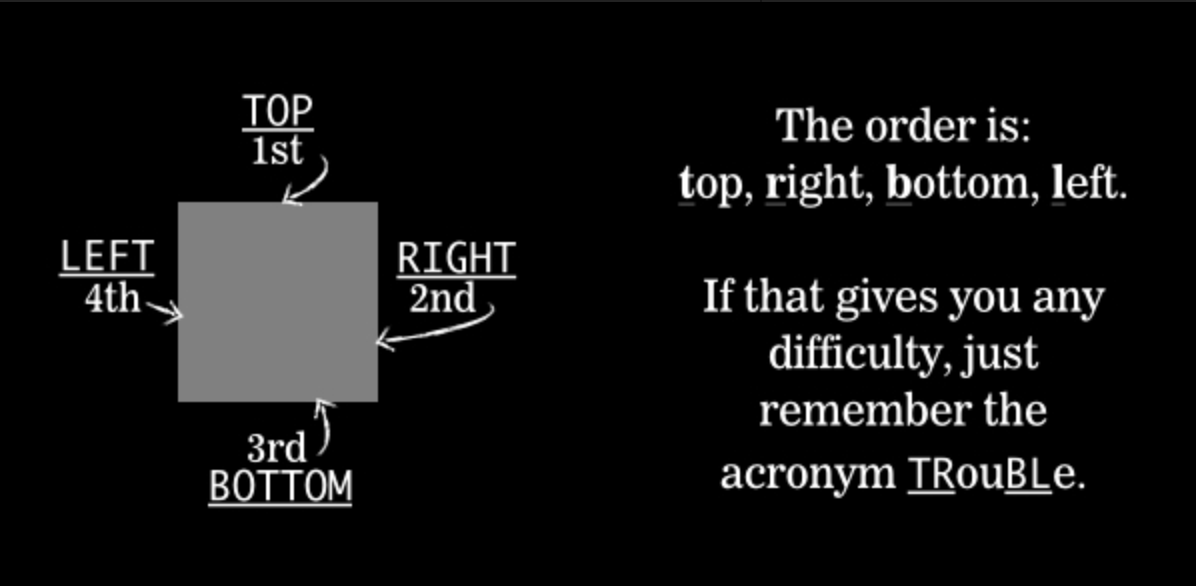 TOP
1st
LEFT
4th
RIGHT
2nd
3rd
BOTTOM
The order is:
top, right, bottom, left.
If that gives you any
difficulty, just
remember the
acronym TRouBLe.